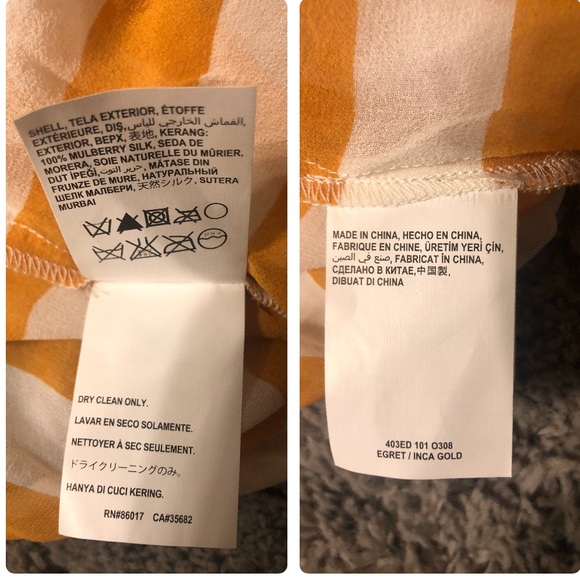 SHELL, TELA EXTERIOR, ÉTOFFE
EXTÉRIEURE, DIŞ, القماش الخارجي للباس,
EXTERIOR, ВЕРХ, 表地, KERANG:
100% MULBERRY SILK, SEDA DE
MORERA, SOIE NATURELLE DU MÛRIER,
DUT İPEĞİ, حرير التوت, MĂTASE DIN
FRUNZE DE MURE, НАТУРАЛЬНЫЙ
ШЕЛК МАЛБЕРИ, 天然シルク, SUTERA
MURBAI
DRY CLEAN ONLY.
LAVAR EN SECO SOLAMENTE.
NETTOYER À SEC SEULEMENT.
ドライクリーニングのみ。
HANYA DI CUCI KERING.
RN#86017 CA#35682
MADE IN CHINA, HECHO EN CHINA,
FABRIQUE EN CHINE, ÜRETİM YERİ ÇİN,
صنع في الصين, FABRICAT ÎN CHINA,
СДЕЛАНО В КИТАЕ, 中国製,
DIBUAT DI CHINA
403ED 101 O308
EGRET / INCA GOLD